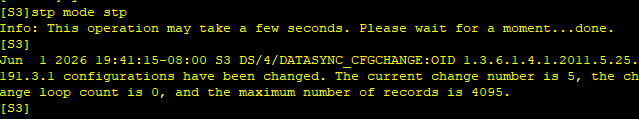 [S3]stp mode stp
Info: This operation may take a few seconds. Please wait for a moment...done.
[S3]
Jun  1 2026 19:41:15-08:00 S3 DS/4/DATASYNC_CFGCHANGE:OID 1.3.6.1.4.1.2011.5.25.
191.3.1 configurations have been changed. The current change number is 5, the ch
ange loop count is 0, and the maximum number of records is 4095.
[S3]